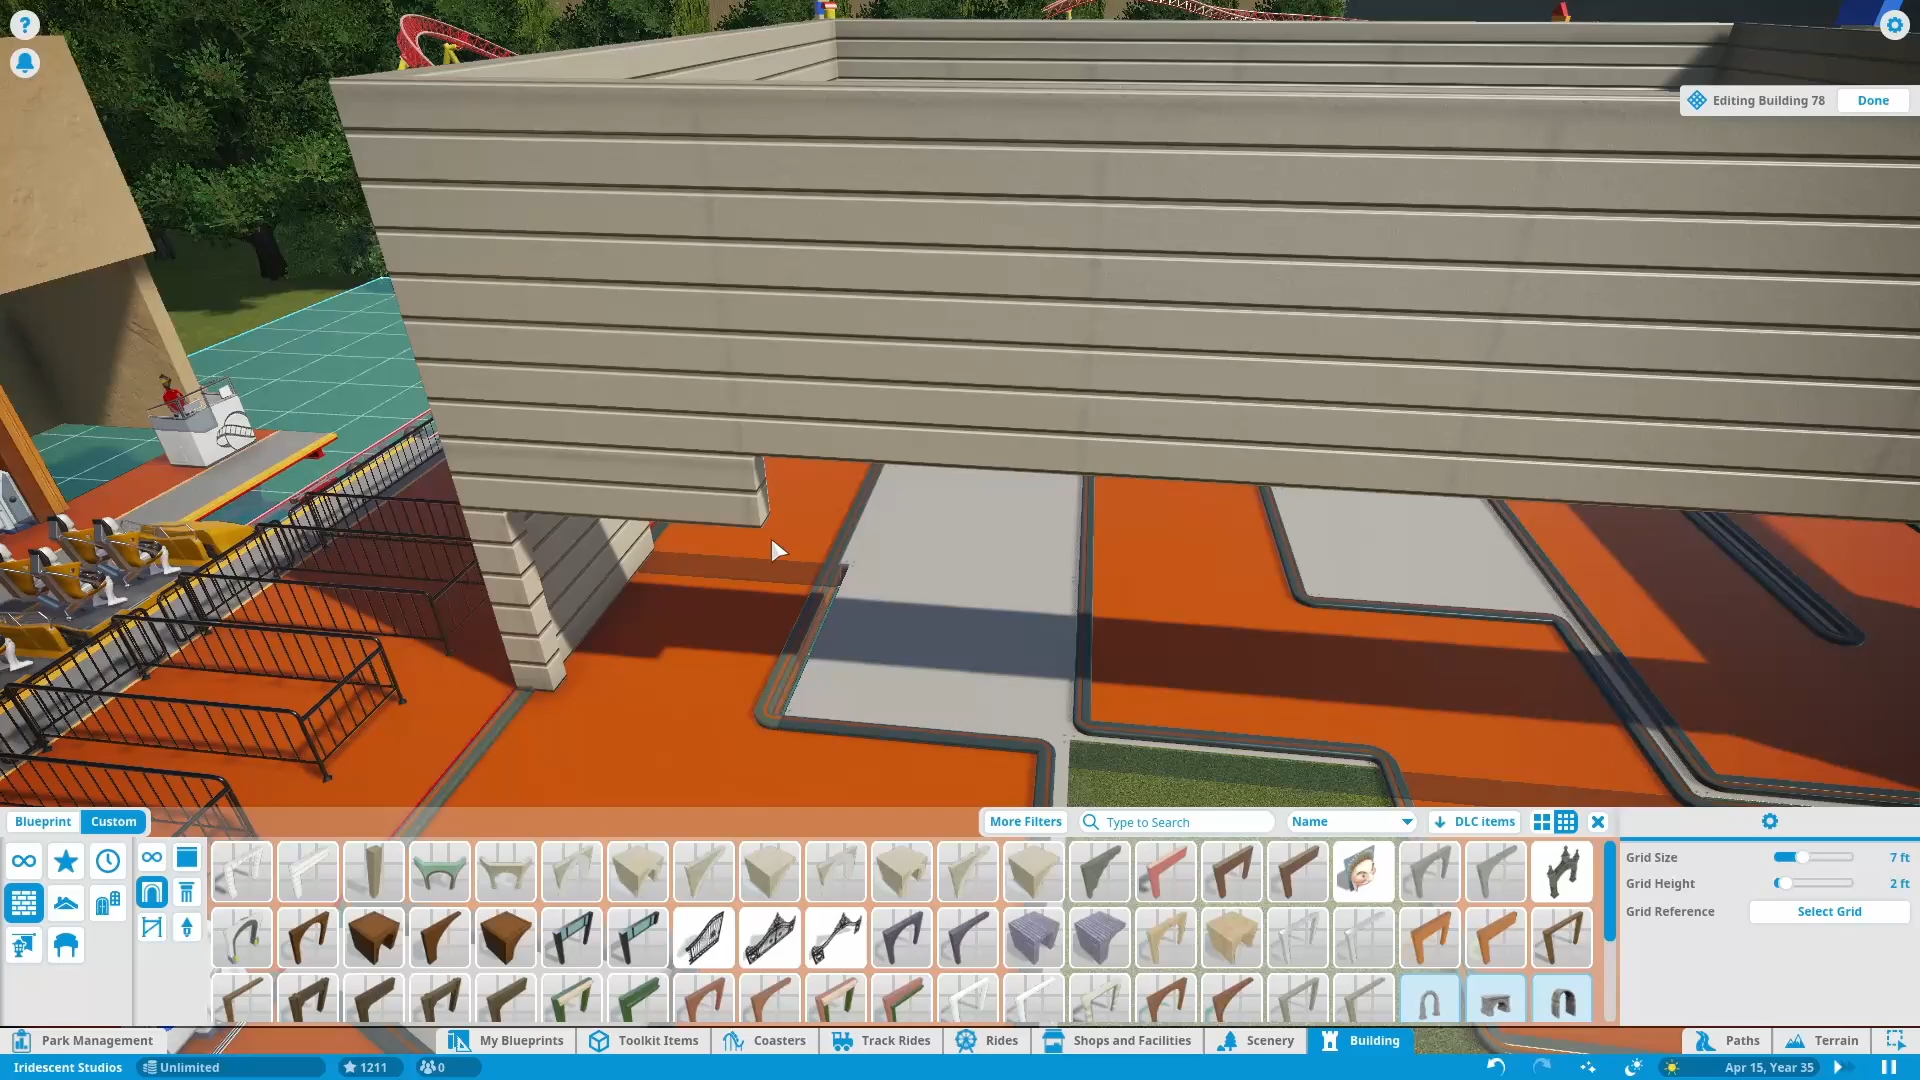 ?
Editing Building 78
Done
Blueprint
Custom
More Filters
Type to Search
Name
DLC items
Grid Size
7 ft
Grid Height
2 ft
Grid Reference
Select Grid
Park Management
My Blueprints
Toolkit Items
Coasters
Track Rides
Rides
Shops and Facilities
Scenery
Building
Paths
Terrain
Iridescent Studios
Unlimited
1211
0
Apr 15, Year 35